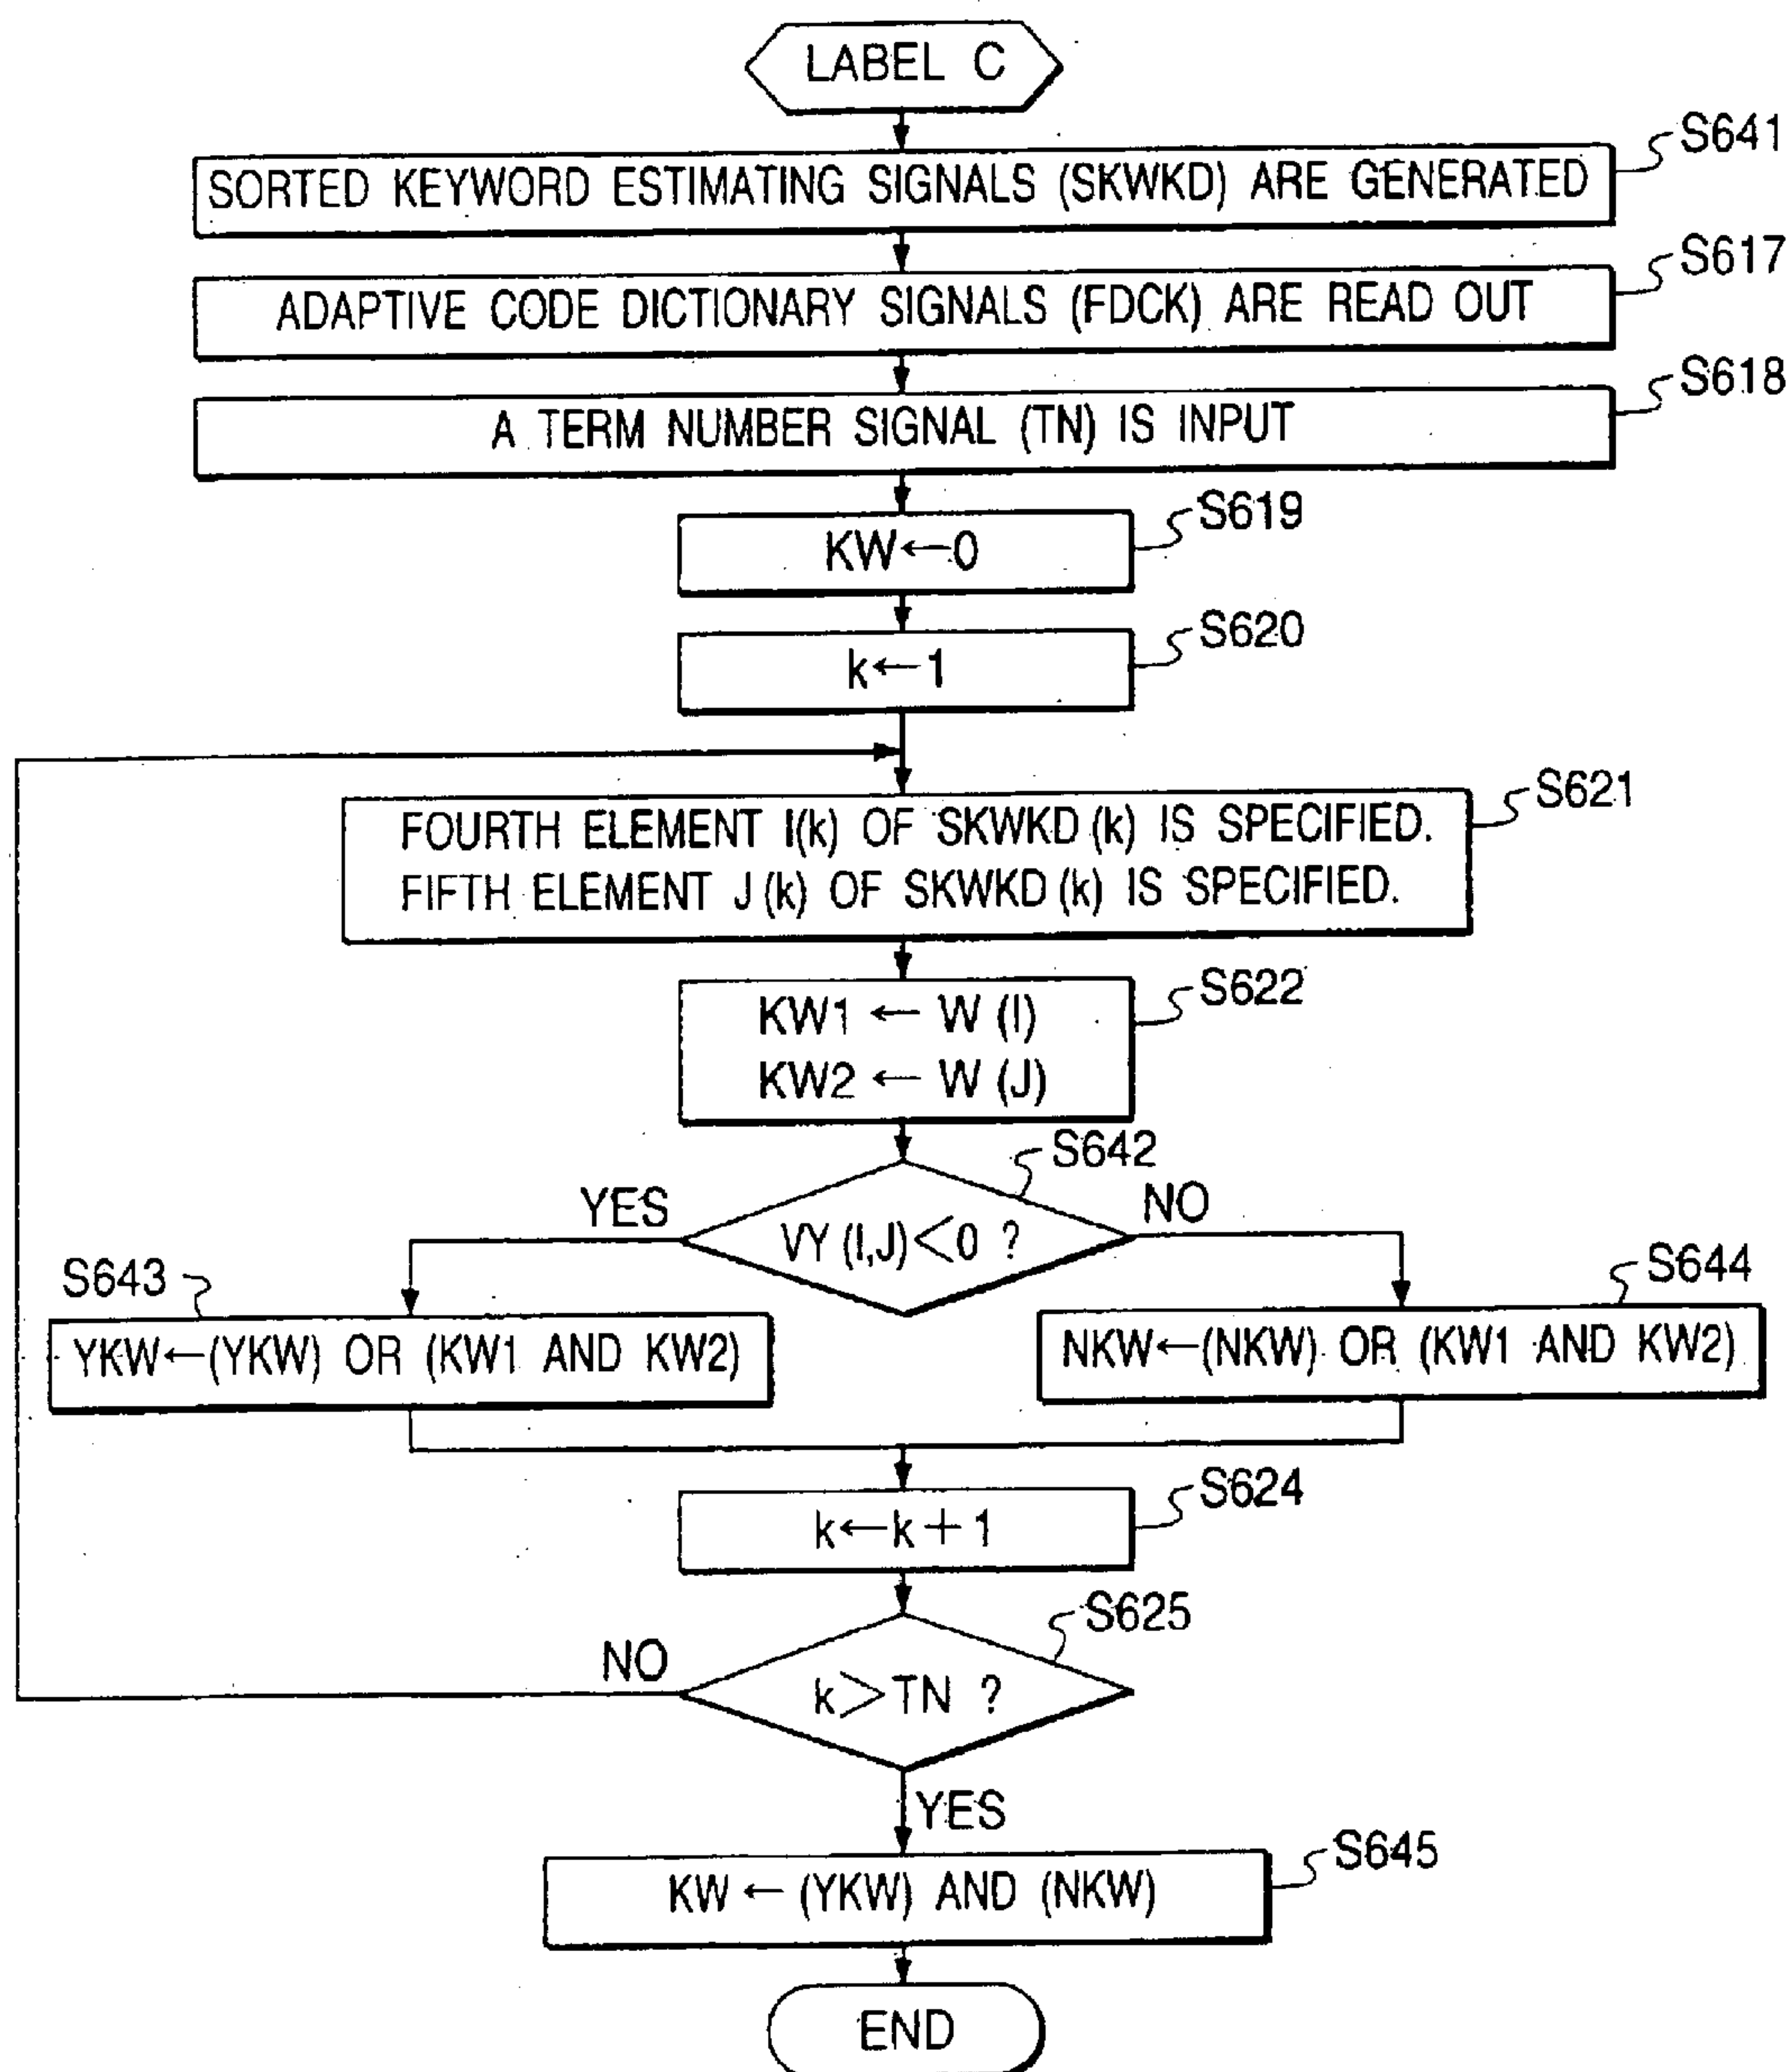 LABEL C
S641
SORTED KEYWORD ESTIMATING SIGNALS (SKWKD) ARE GENERATED
S617
ADAPTIVE CODE DICTIONARY SIGNALS (FDCK) ARE READ OUT
S618
A TERM NUMBER SIGNAL (TN) IS INPUT
S619
KW←0
S620
k←1
S621
FOURTH ELEMENT I(k) OF SKWKD (k) IS SPECIFIED.
FIFTH ELEMENT J (k) OF SKWKD (k) IS SPECIFIED.
S622
KW1 ← W (I)
KW2 ← W (J)
S642
YES
NO
VY (I,J)<0 ?
S643
S644
YKW←(YKW) OR (KW1 AND KW2)
NKW←(NKW) OR (KW1 AND KW2)
S624
k←k+1
S625
NO
k>TN ?
YES
S645
KW ← (YKW) AND (NKW)
END